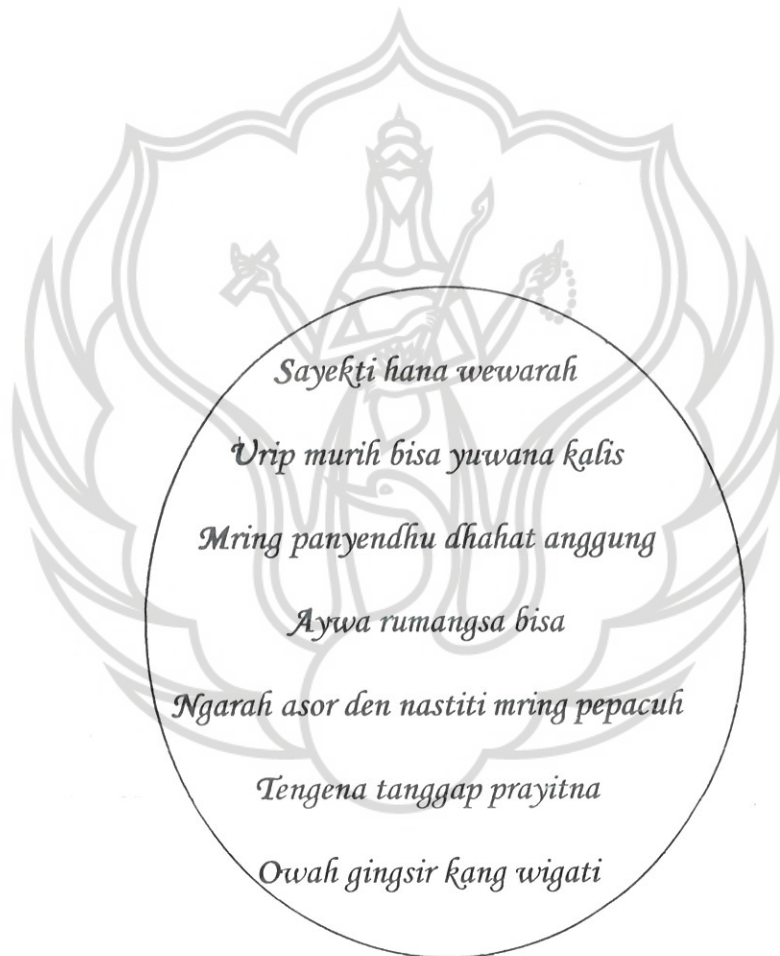 Sayekti hana wewarah
Urip murih bisa yuwana kalis
Mring panyendhu dhahat anggung
Aywa rumangsa bisa
Ngarah asor den nastiti mring pepacuh
Tengena tanggap prayitna
Owah gingsir kang wigati